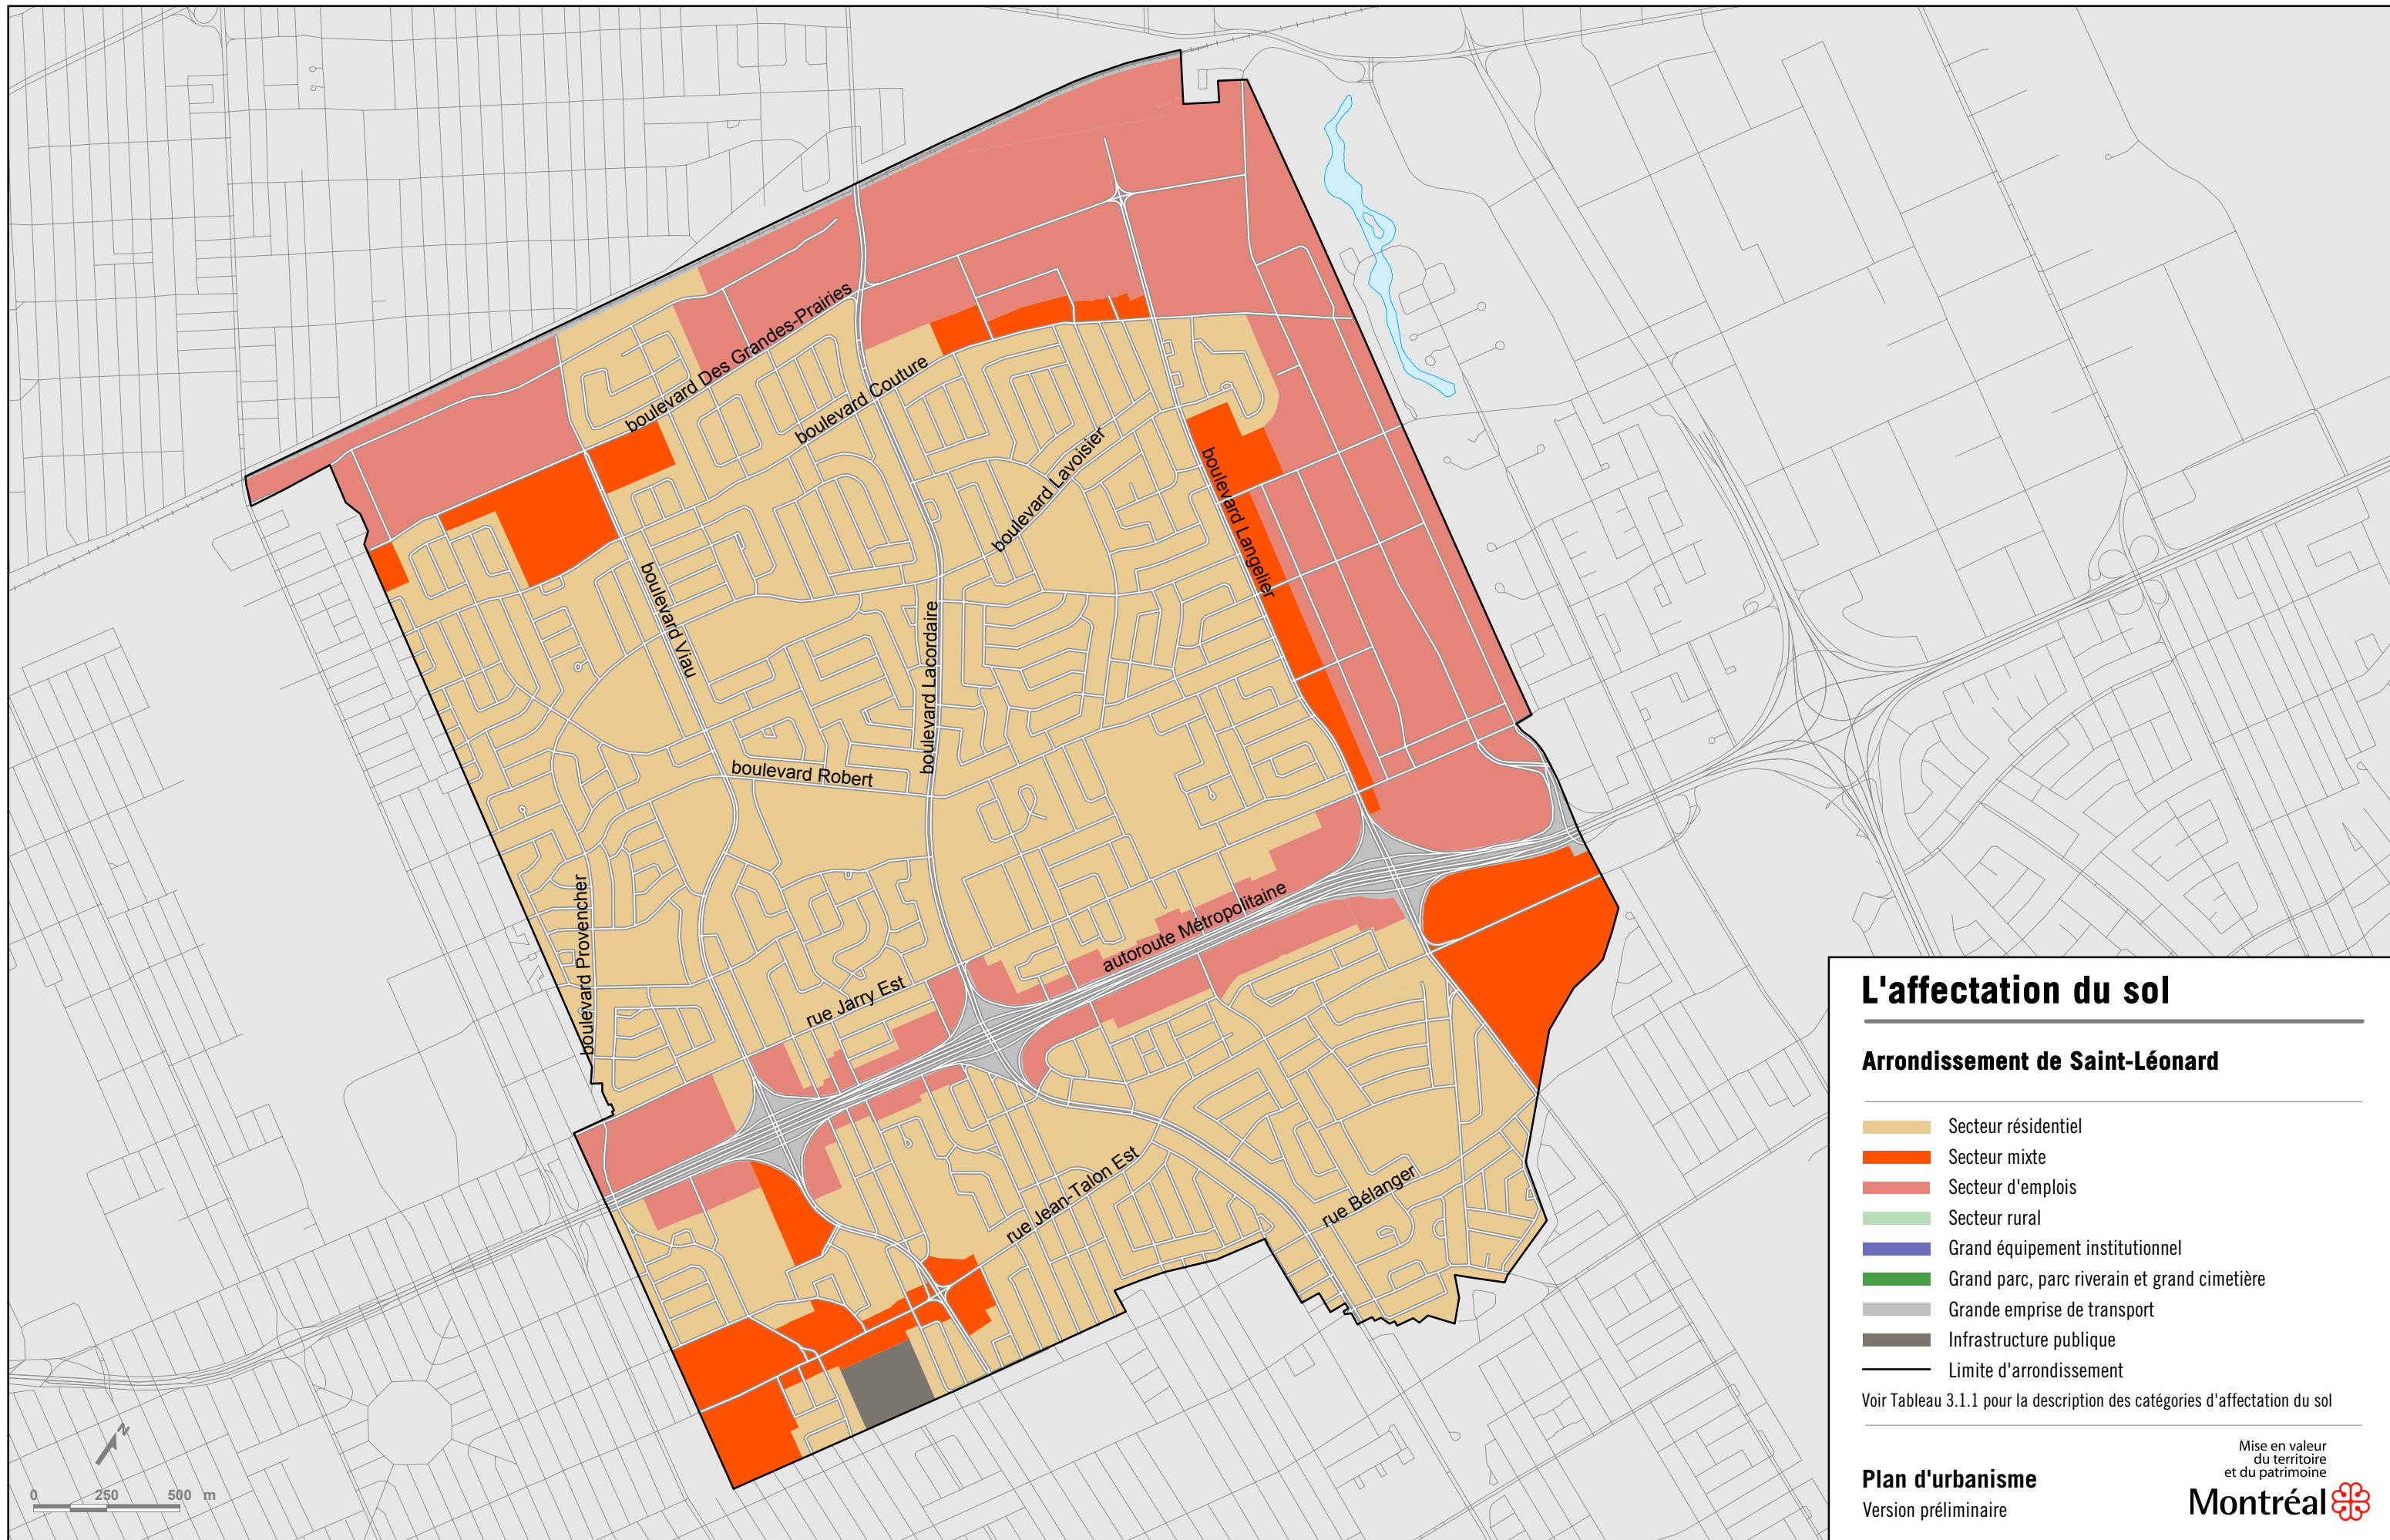 boulevard Des Grandes-Prairies
boulevard Couture
boulevard Lavoisier
boulevard Langelier
boulevard Viau
boulevard Lacordaire
boulevard Robert
boulevard Provencher
autoroute Métropolitaine
rue Jarry Est
rue Jean-Talon Est
rue Bélanger
N
0 250 500 m
L'affectation du sol
Arrondissement de Saint-Léonard
Secteur résidentiel
Secteur mixte
Secteur d'emplois
Secteur rural
Grand équipement institutionnel
Grand parc, parc riverain et grand cimetière
Grande emprise de transport
Infrastructure publique
Limite d'arrondissement
Voir Tableau 3.1.1 pour la description des catégories d'affectation du sol
Plan d'urbanisme
Version préliminaire
Mise en valeur
du territoire
et du patrimoine
Montréal